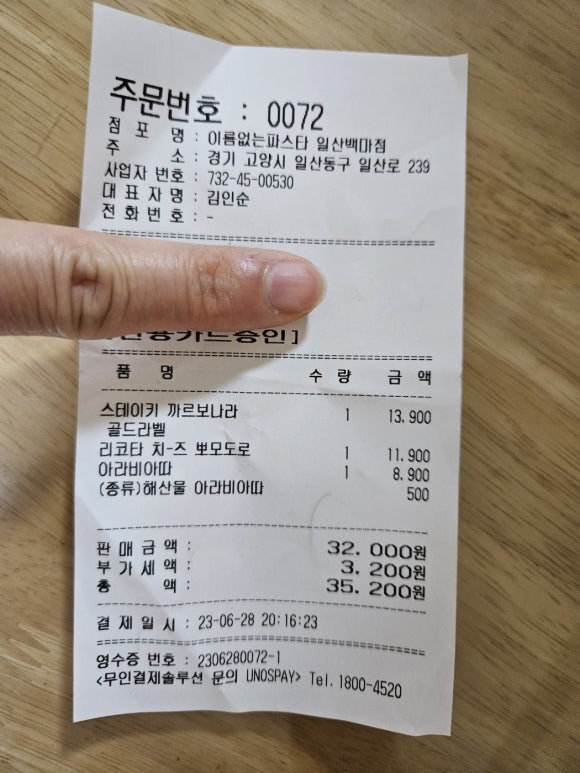 주문번호 : 0072
점 포 명 : 이름없는파스타 일산백마점
주 소 : 경기 고양시 일산동구 일산로 239
사업자 번호 : 732-45-00530
대 표 자 명 : 김인순
전 화 번 호 : -
[신용카드승인]
품 명 수 량 금 액
스테이키 까르보나라 1 13,900
골드라벨
리코타 치-즈 뽀모도로 1 11,900
아라비아따 1 8,900
(종류)해산물 아라비아따 500
판 매 금 액 : 32,000원
부 가 세 액 : 3,200원
총 액 : 35,200원
결 제 일 시 : 23-06-28 20:16:23
영수증 번호 : 2306280072-1
<무인결제솔루션 문의 UNOSPAY> Tel.1800-4520